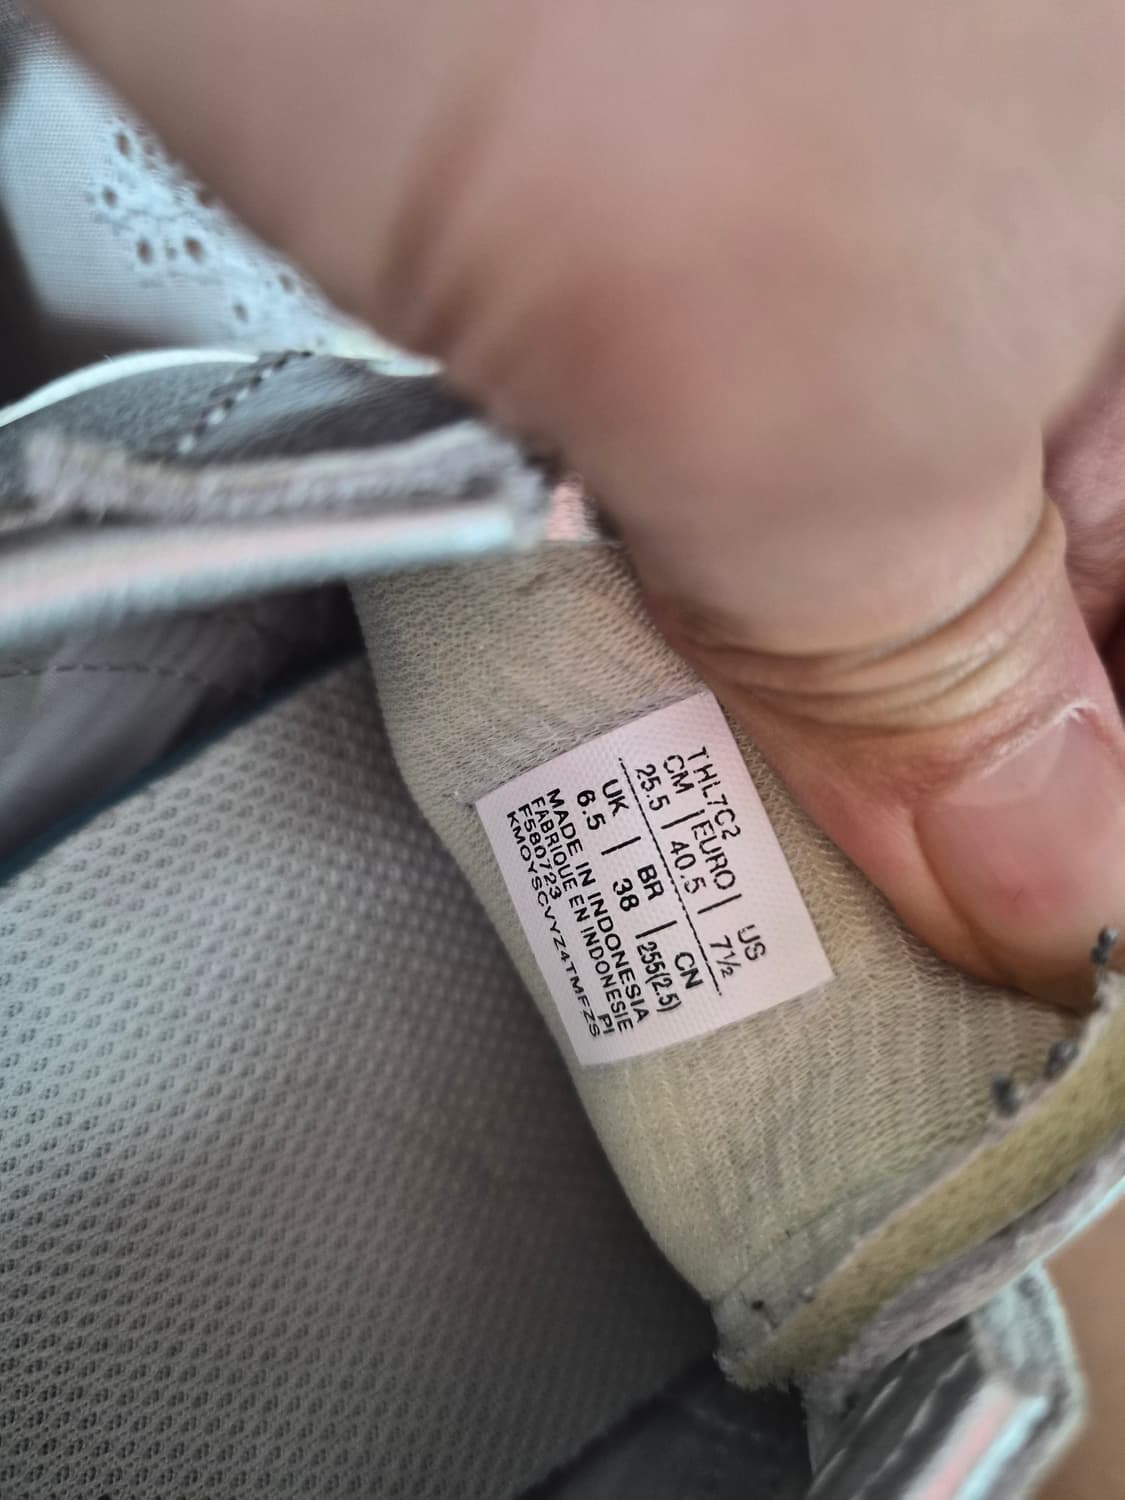 THL7C2
CM | EURO | US
25.5 | 40.5 | 7½
UK | BR | CN
6.5 | 38 | 255(2.5)
MADE IN INDONESIA
FABRIQUE EN INDONESIE
F580723 PI
KMOYSCVYZ4TMFZS